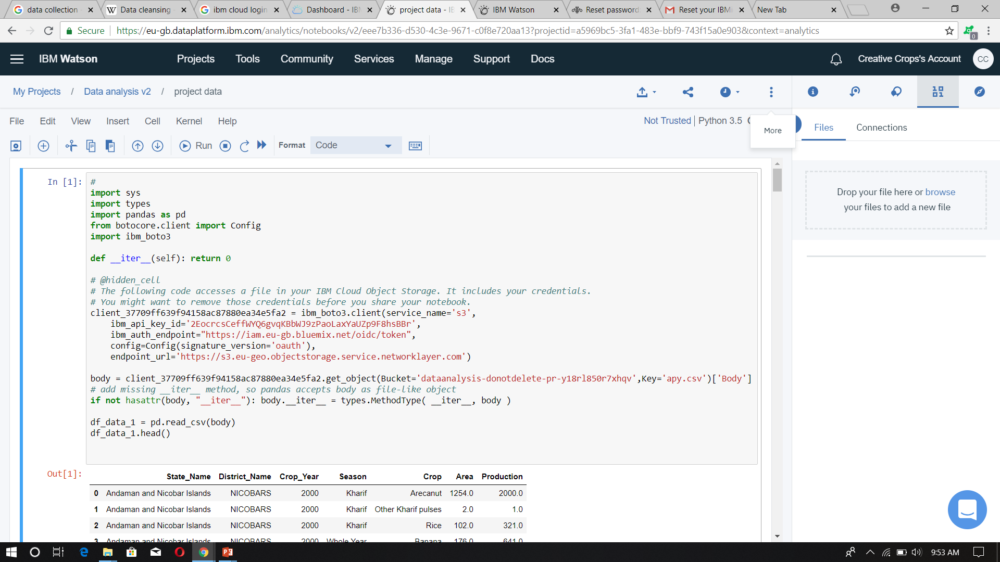 data collection
Data cleansing
ibm cloud login
Dashboard - IBM
project data - IB
IBM Watson
Reset password
Reset your IBMi
New Tab
Secure https://eu-gb.dataplatform.ibm.com/analytics/notebooks/v2/eee7b336-d530-4c3e-9671-c0f8e720aa13?projectid=a5969bc5-3fa1-483e-bbf9-743f15a0e903&context=analytics
0
IBM Watson
Projects
Tools
Community
Services
Manage
Support
Docs
Creative Crops's Account
CC
My Projects / Data analysis v2 / project data
File
Edit
View
Insert
Cell
Kernel
Help
Not Trusted
Python 3.5
More
Files
Connections
Run
Format
Code
Drop your file here or browse
your files to add a new file
In [1]:
#
import sys
import types
import pandas as pd
from botocore.client import Config
import ibm_boto3
def __iter__(self): return 0
# @hidden_cell
# The following code accesses a file in your IBM Cloud Object Storage. It includes your credentials.
# You might want to remove those credentials before you share your notebook.
client_37709ff639f94158ac87880ea34e5fa2 = ibm_boto3.client(service_name='s3',
ibm_api_key_id='2EocrcsCeffWYQ6gvqKBbWJ9zPaoLaxYaUZp9F8hsBBr',
ibm_auth_endpoint="https://iam.eu-gb.bluemix.net/oidc/token",
config=Config(signature_version='oauth'),
endpoint_url='https://s3.eu-geo.objectstorage.service.networklayer.com')
body = client_37709ff639f94158ac87880ea34e5fa2.get_object(Bucket='dataanalysis-donotdelete-pr-y18rl850r7xhqv',Key='apy.csv')['Body']
# add missing __iter__ method, so pandas accepts body as file-like object
if not hasattr(body, "__iter__"): body.__iter__ = types.MethodType( __iter__, body )
df_data_1 = pd.read_csv(body)
df_data_1.head()
Out[1]:
State_Name District_Name Crop_Year Season Crop Area Production
0 Andaman and Nicobar Islands NICOBARS 2000 Kharif Arecanut 1254.0 2000.0
1 Andaman and Nicobar Islands NICOBARS 2000 Kharif Other Kharif pulses 2.0 1.0
2 Andaman and Nicobar Islands NICOBARS 2000 Kharif Rice 102.0 321.0
3 Andaman and Nicobar Islands NICOBARS 2000 Whole Year Banana 176.0 641.0
9:53 AM